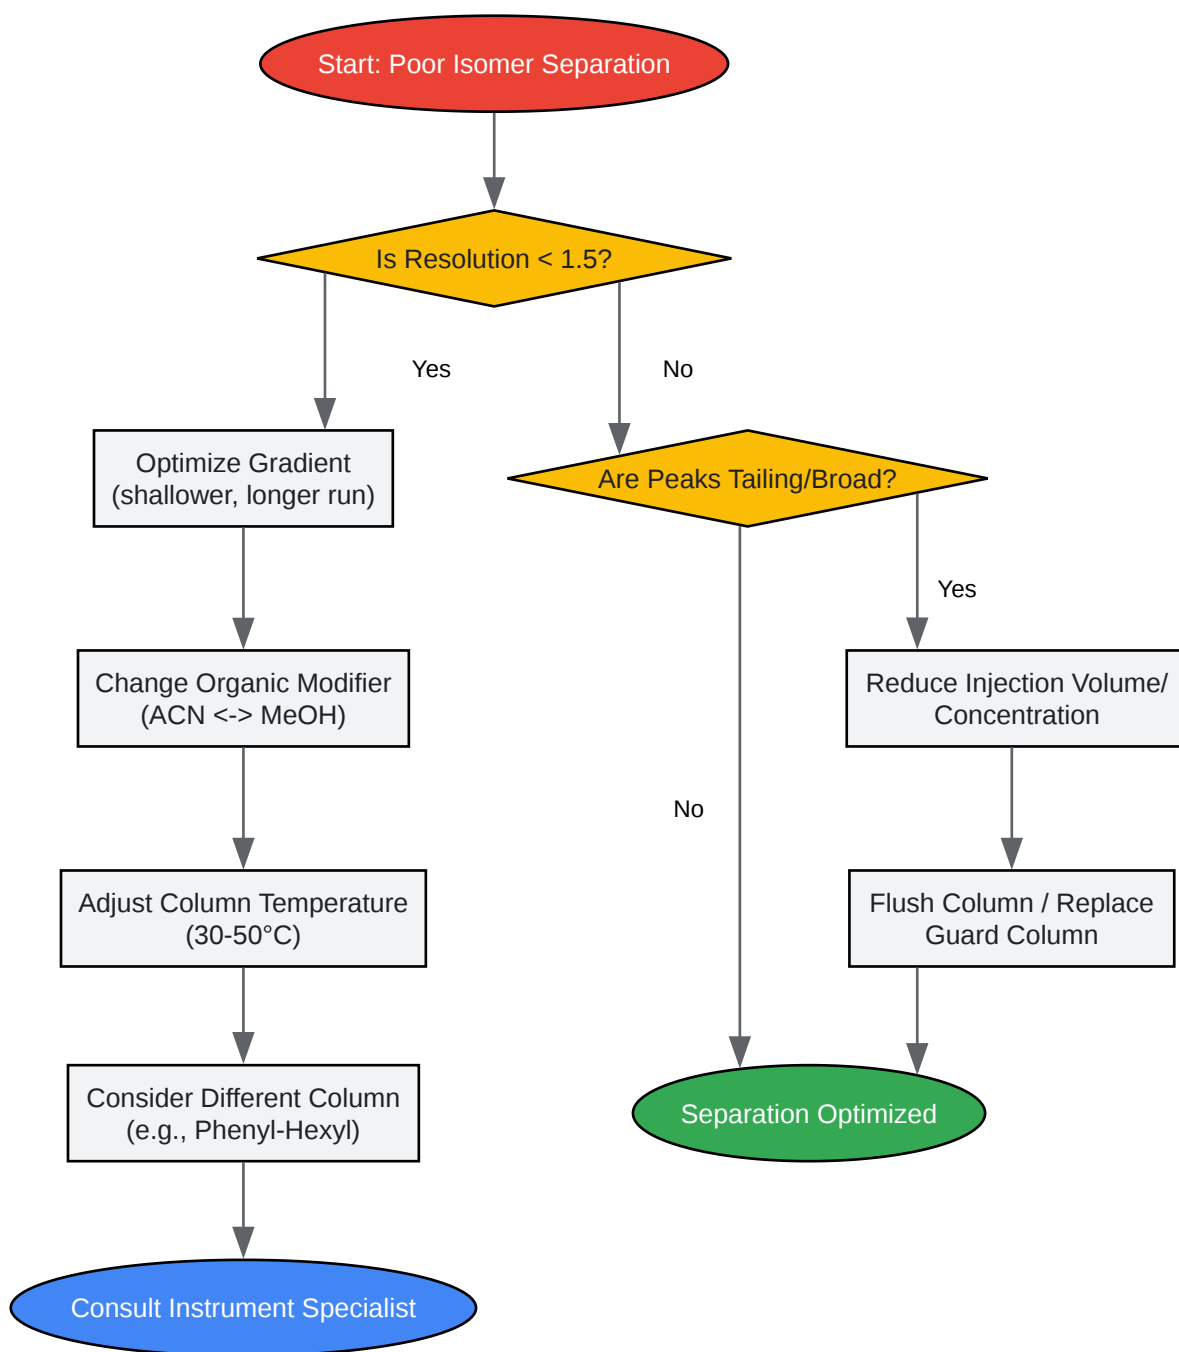 Start: Poor Isomer Separation
Is Resolution < 1.5?
Yes
No
Optimize Gradient
(shallower, longer run)
Are Peaks Tailing/Broad?
Yes
Change Organic Modifier
(ACN <-> MeOH)
Reduce Injection Volume/
Concentration
No
Adjust Column Temperature
(30-50°C)
Flush Column / Replace
Guard Column
Consider Different Column
(e.g., Phenyl-Hexyl)
Separation Optimized
Consult Instrument Specialist